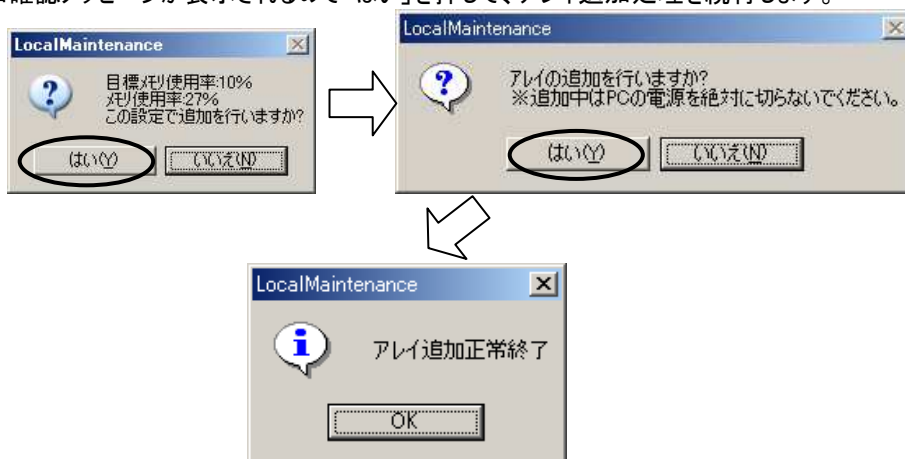 確認メッセージが表示されるので「はい」を押して、アレイ追加処理を続行します。
LocalMaintenance
目標メモリ使用率:10%
メモリ使用率:27%
この設定で追加を行いますか?
はい(Y)
いいえ(N)
LocalMaintenance
アレイの追加を行いますか?
※追加中はPCの電源を絶対に切らないでください。
はい(Y)
いいえ(N)
LocalMaintenance
アレイ追加正常終了
OK